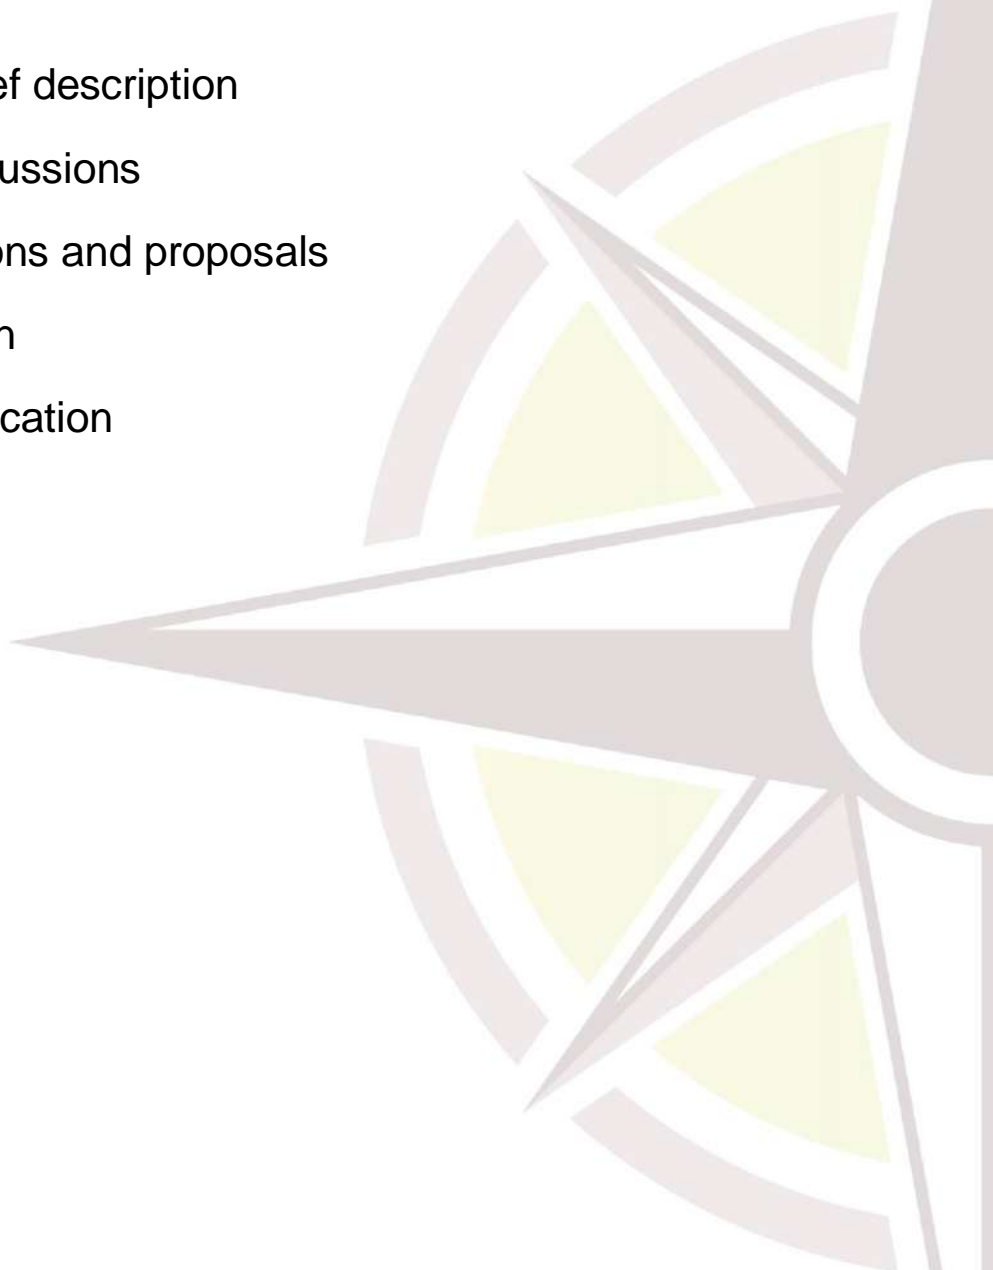 ef description
ussions
ons and proposals
n
cation